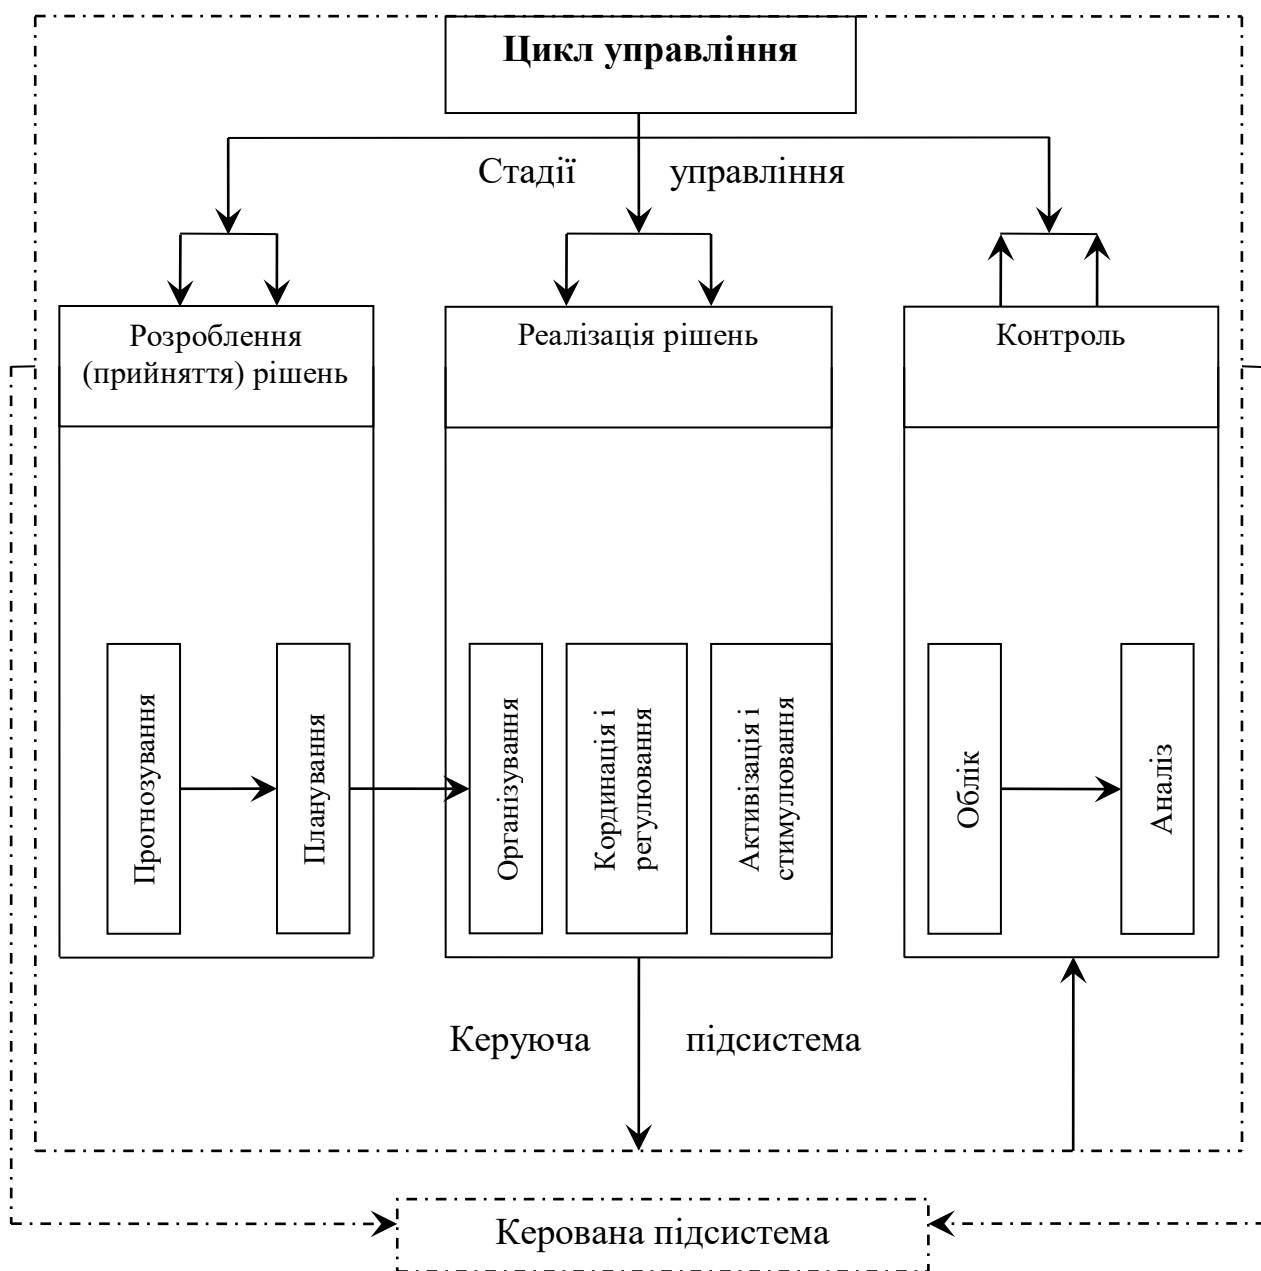 Цикл управління
Стадії управління
Розроблення
(прийняття) рішень
Реалізація рішень
Контроль
Прогнозування
Планування
Організування
Кординація і
регулювання
Активізація і
стимулювання
Облік
Аналіз
Керуюча підсистема
Керована підсистема